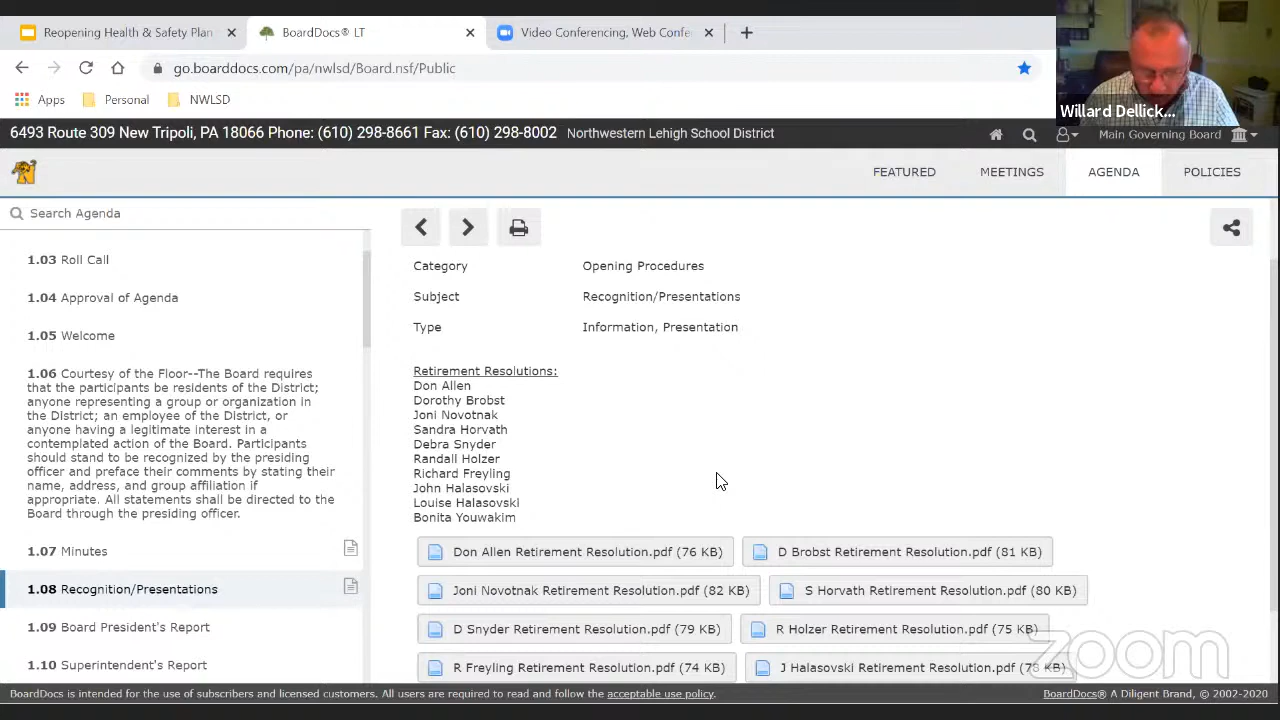 Reopening Health & Safety Plan
BoardDocs® LT
Video Conferencing, Web Confe
go.boarddocs.com/pa/nwlsd/Board.nsf/Public
Apps Personal NWLSD
Willard Dellick...
6493 Route 309 New Tripoli, PA 18066 Phone: (610) 298-8661 Fax: (610) 298-8002 Northwestern Lehigh School District
Main Governing Board
FEATURED MEETINGS AGENDA POLICIES
Search Agenda
1.03 Roll Call
1.04 Approval of Agenda
1.05 Welcome
1.06 Courtesy of the Floor--The Board requires
that the participants be residents of the District;
anyone representing a group or organization in
the District; an employee of the District, or
anyone having a legitimate interest in a
contemplated action of the Board. Participants
should stand to be recognized by the presiding
officer and preface their comments by stating their
name, address, and group affiliation if
appropriate. All statements shall be directed to the
Board through the presiding officer.
1.07 Minutes
1.08 Recognition/Presentations
1.09 Board President's Report
1.10 Superintendent's Report
Category Opening Procedures
Subject Recognition/Presentations
Type Information, Presentation
Retirement Resolutions:
Don Allen
Dorothy Brobst
Joni Novotnak
Sandra Horvath
Debra Snyder
Randall Holzer
Richard Freyling
John Halasovski
Louise Halasovski
Bonita Youwakim
Don Allen Retirement Resolution.pdf (76 KB) D Brobst Retirement Resolution.pdf (81 KB)
Joni Novotnak Retirement Resolution.pdf (82 KB) S Horvath Retirement Resolution.pdf (80 KB)
D Snyder Retirement Resolution.pdf (79 KB) R Holzer Retirement Resolution.pdf (75 KB)
R Freyling Retirement Resolution.pdf (74 KB) J Halasovski Retirement Resolution.pdf KB)
zoom
BoardDocs is intended for the use of subscribers and licensed customers. All users are required to read and follow the acceptable use policy.
BoardDocs® A Diligent Brand, © 2002-2020